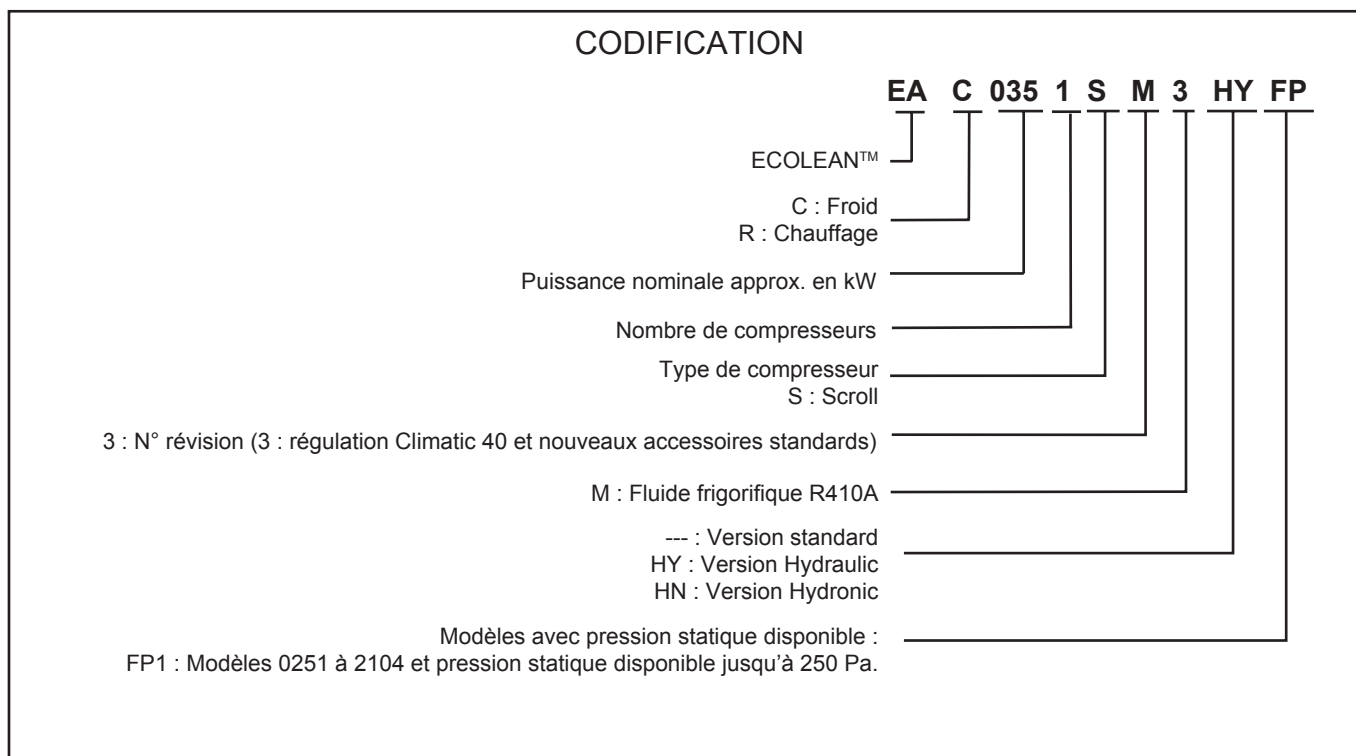 CODIFICATION
EA C 035 1 S M 3 HY FP
ECOLEAN™
C : Froid
R : Chauffage
Puissance nominale approx. en kW
Nombre de compresseurs
Type de compresseur
S : Scroll
3 : N° révision (3 : régulation Climatic 40 et nouveaux accessoires standards)
M : Fluide frigorifique R410A
--- : Version standard
HY : Version Hydraulic
HN : Version Hydronic
Modèles avec pression statique disponible :
FP1 : Modèles 0251 à 2104 et pression statique disponible jusqu'à 250 Pa.